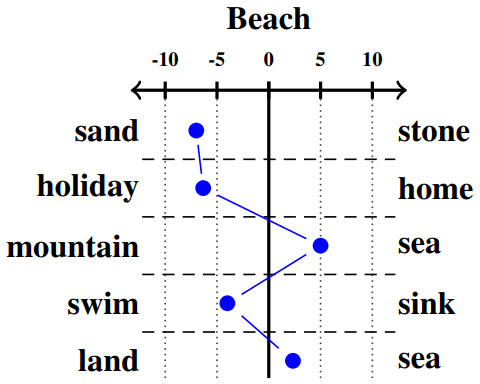 Beach
-10 -5 0 5 10
sand stone
holiday home
mountain sea
swim sink
land sea